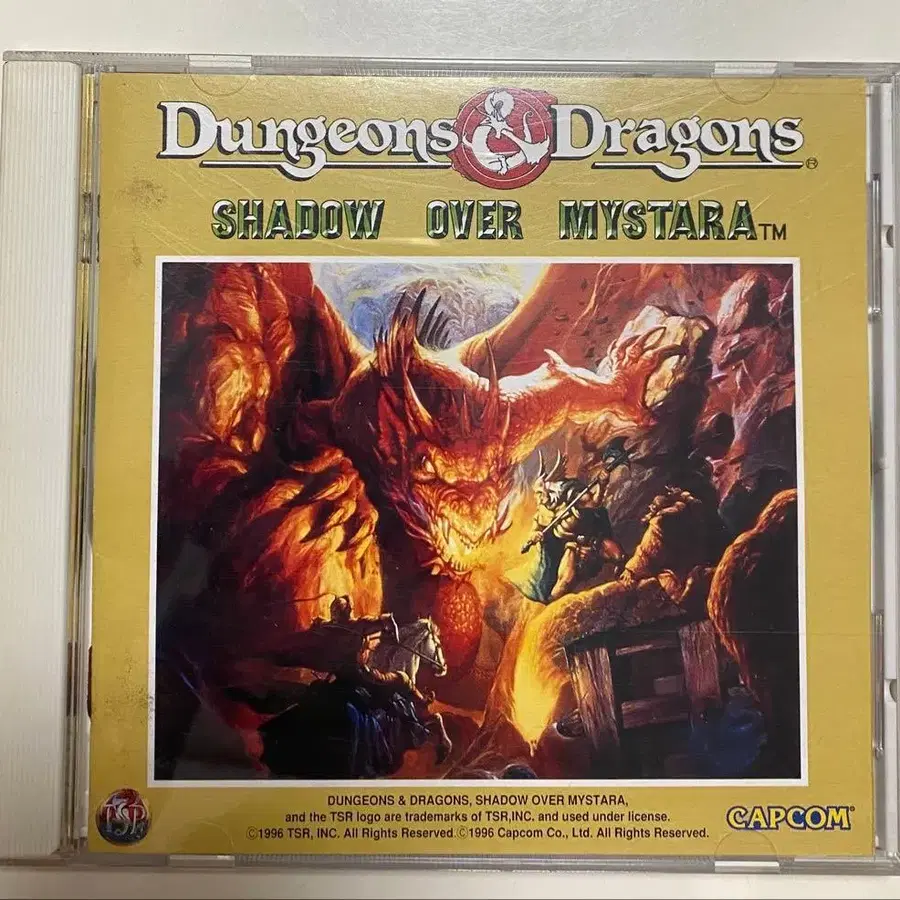 Dungeons & Dragons®
SHADOW OVER MYSTARA™
DUNGEONS & DRAGONS, SHADOW OVER MYSTARA,
and the TSR logo are trademarks of TSR,INC. and used under license.
©1996 TSR, INC. All Rights Reserved.©1996 Capcom Co., Ltd. All Rights Reserved.
TSR
CAPCOM®